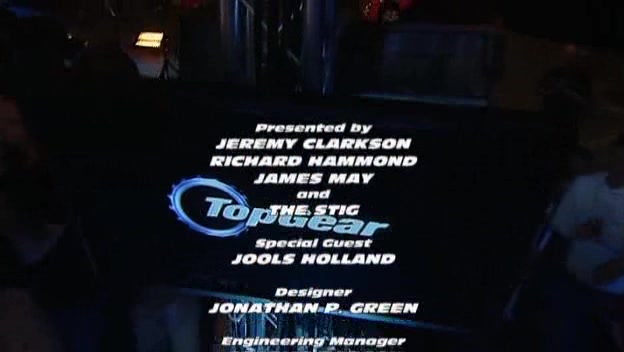 Presented by
JEREMY CLARKSON
RICHARD HAMMOND
JAMES MAY
and
THE STIG
TopGear
Special Guest
JOOLS HOLLAND
Designer
JONATHAN P. GREEN
Engineering Manager